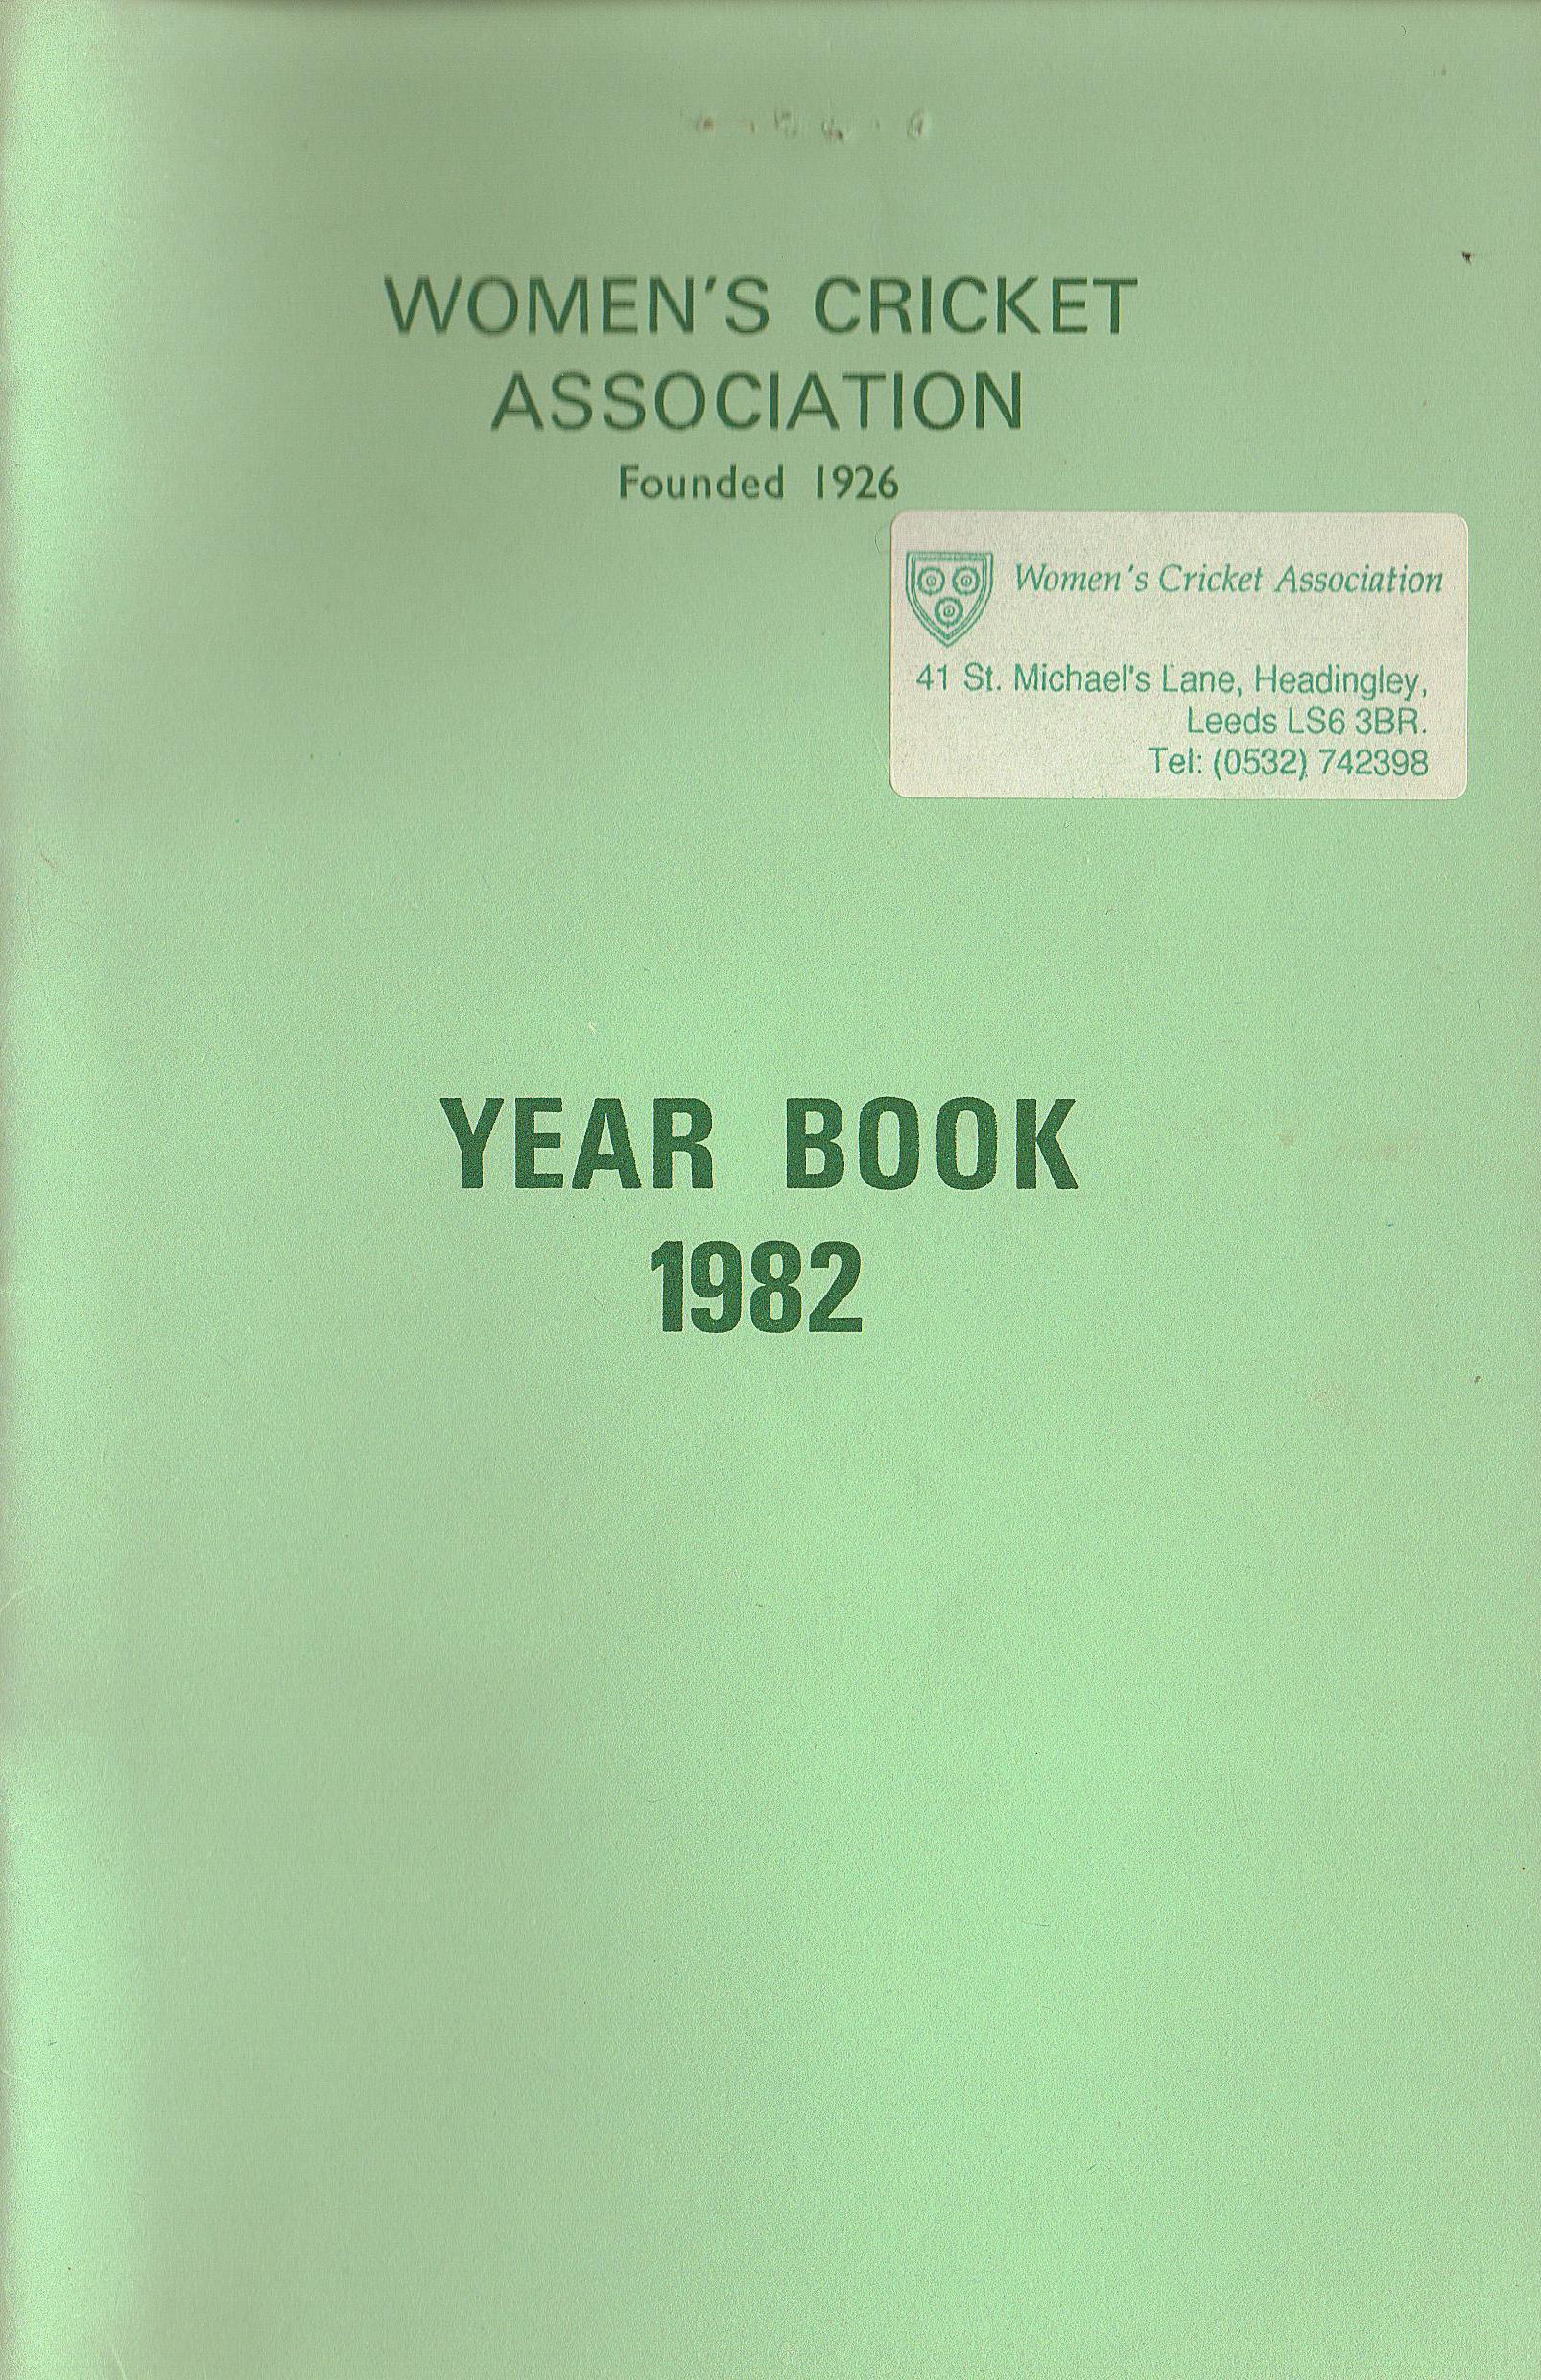 WOMEN'S CRICKET
ASSOCIATION
Founded 1926
Women's Cricket Association
41 St. Michael's Lane, Headingley,
Leeds LS6 3BR.
Tel: (0532) 742398
YEAR BOOK
1982